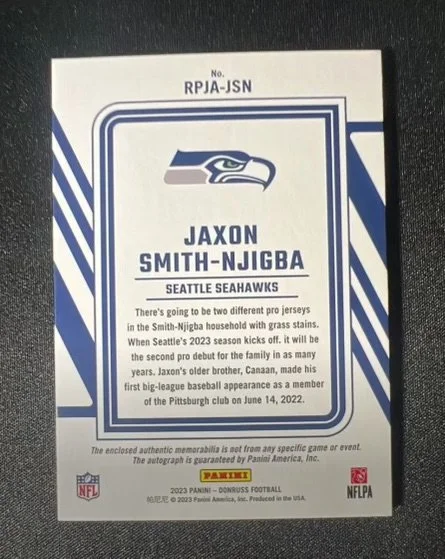 No.
RPJA-JSN
JAXON
SMITH-NJIGBA
SEATTLE SEAHAWKS
There's going to be two different pro jerseys
in the Smith-Njigba household with grass stains.
When Seattle's 2023 season kicks off. it will be
the second pro debut for the family in as many
years. Jaxon's older brother, Canaan, made his
first big-league baseball appearance as a member
of the Pittsburgh club on June 14, 2022.
The enclosed authentic memorabilia is not from any specific game or event.
The autograph is guaranteed by Panini America, Inc.
PANINI
NFL
2023 PANINI – DONRUSS FOOTBALL
帕尼尼 © 2023 Panini America, Inc. Produced in the USA.
NFLPA